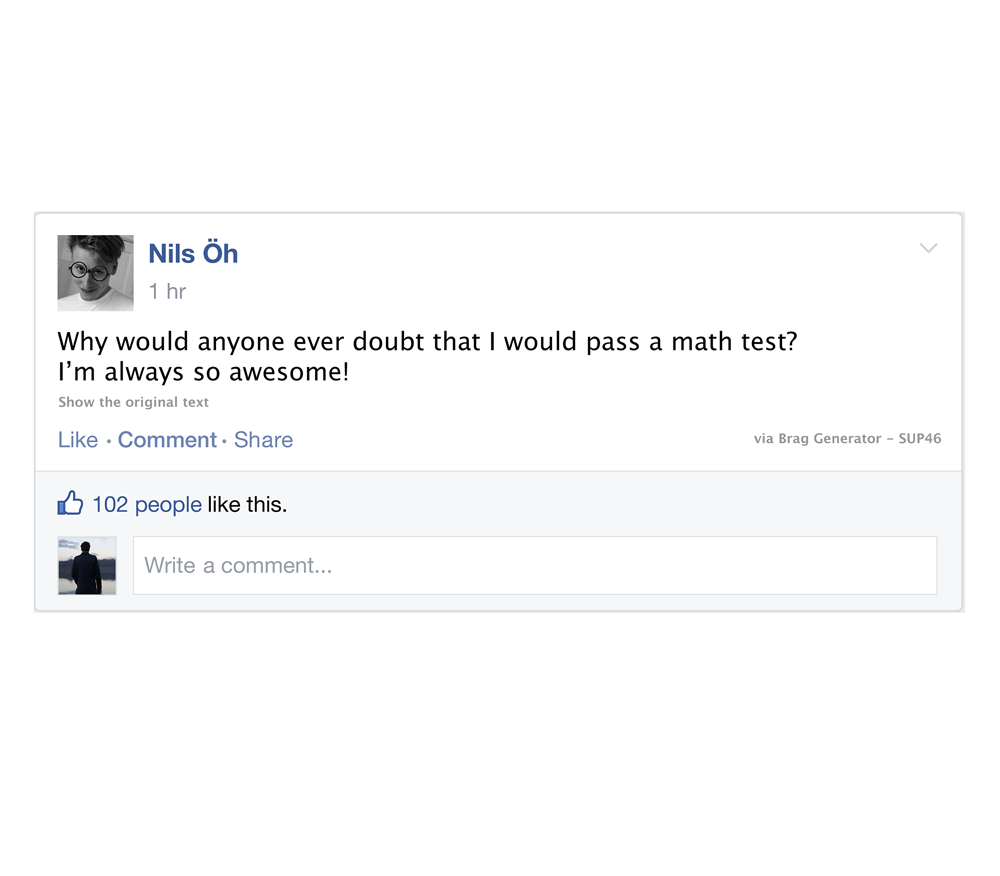 Nils Öh
1 hr
Why would anyone ever doubt that I would pass a math test?
I’m always so awesome!
Show the original text
Like · Comment · Share
via Brag Generator – SUP46
102 people like this.
Write a comment...